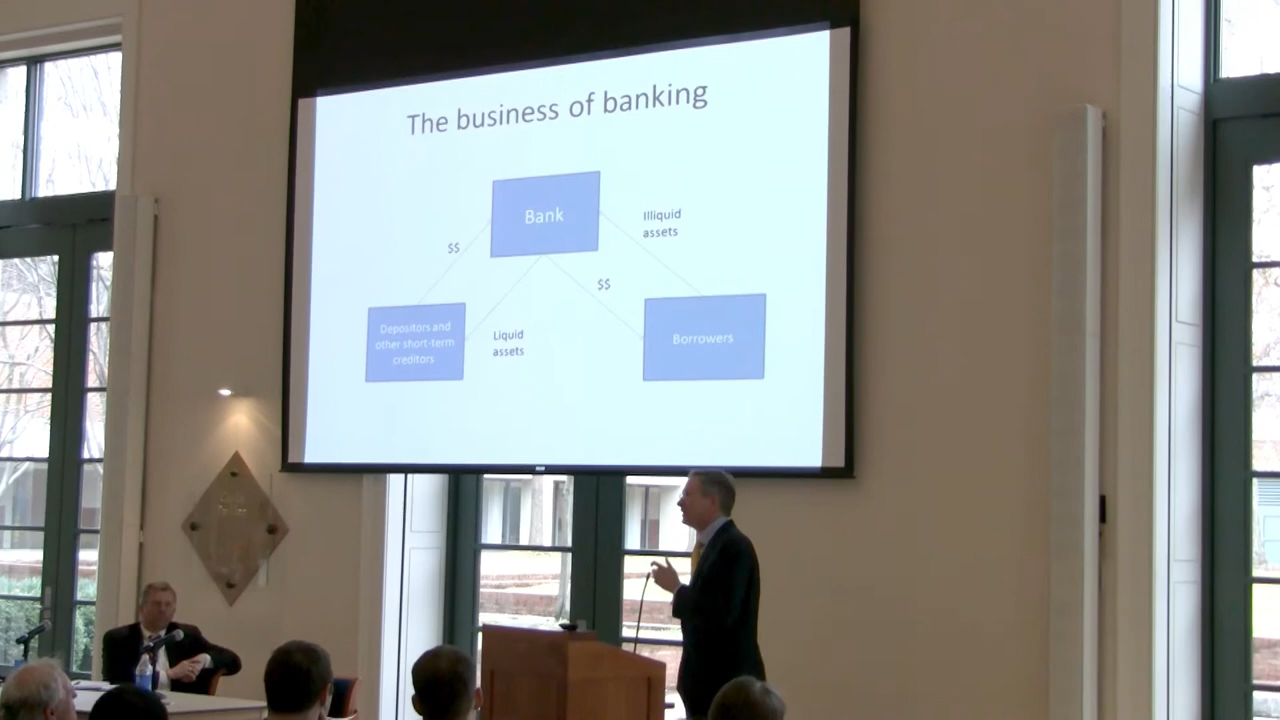 The business of banking
Bank
Illiquid
assets
$$
$$
Depositors and
other short-term
creditors
Liquid
assets
Borrowers